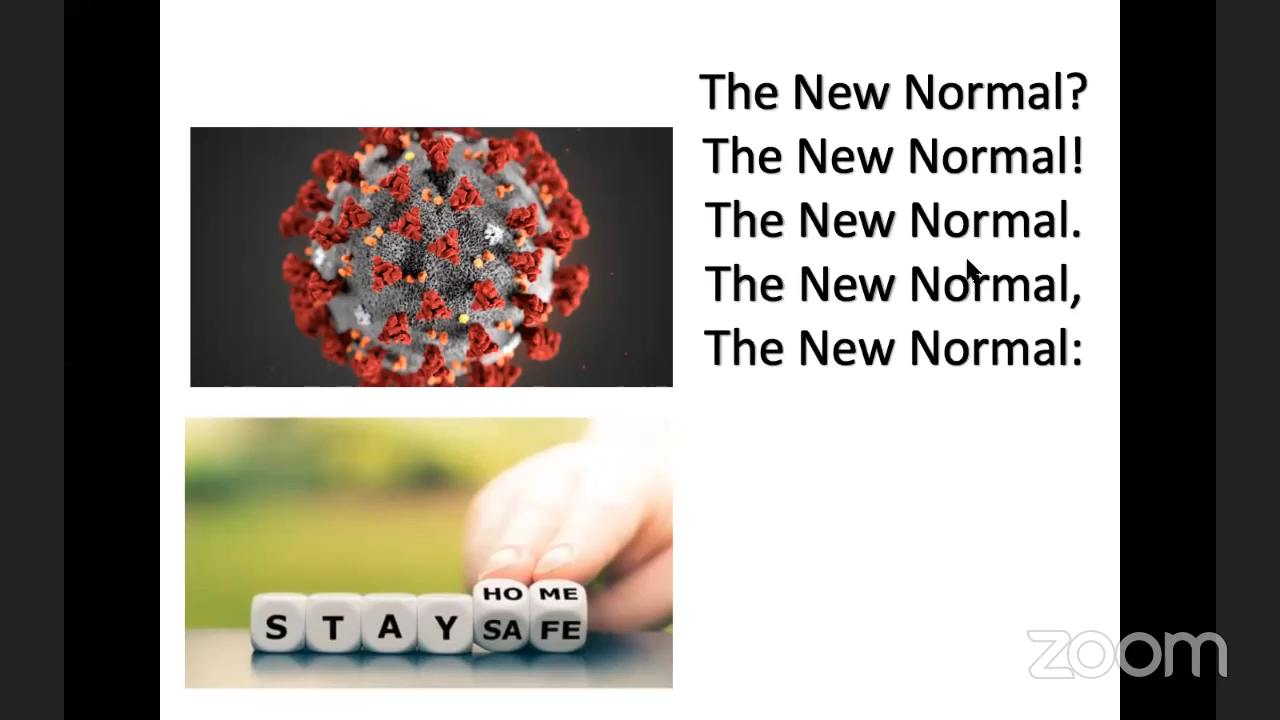 The New Normal?
The New Normal!
The New Normal.
The New Normal,
The New Normal:
HO ME
STAY SA FE
zoom